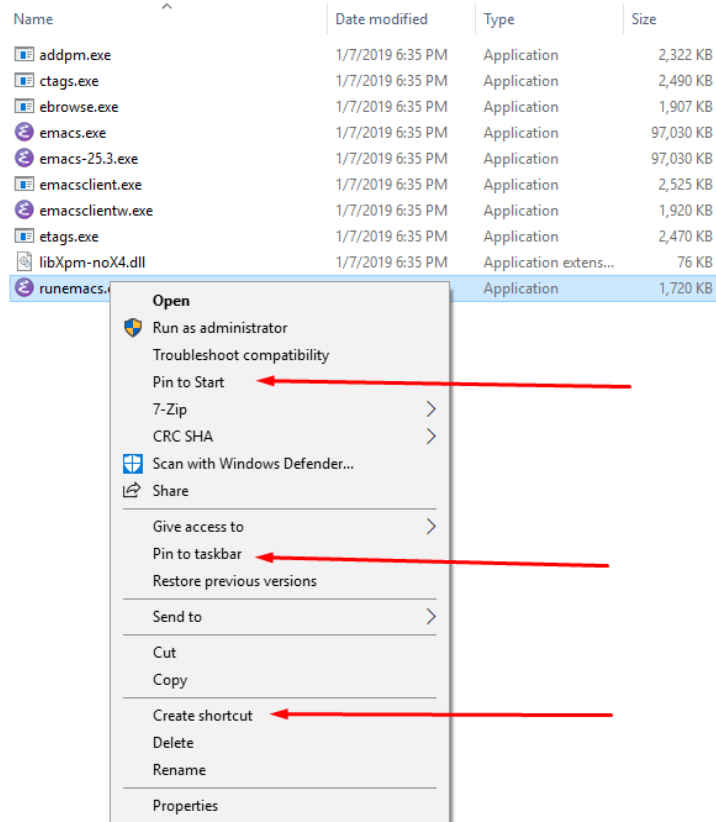 Name Date modified Type Size
addpm.exe 1/7/2019 6:35 PM Application 2,322 KB
ctags.exe 1/7/2019 6:35 PM Application 2,490 KB
ebrowse.exe 1/7/2019 6:35 PM Application 1,907 KB
emacs.exe 1/7/2019 6:35 PM Application 97,030 KB
emacs-25.3.exe 1/7/2019 6:35 PM Application 97,030 KB
emacsclient.exe 1/7/2019 6:35 PM Application 2,525 KB
emacsclientw.exe 1/7/2019 6:35 PM Application 1,920 KB
etags.exe 1/7/2019 6:35 PM Application 2,470 KB
libXpm-noX4.dll 1/7/2019 6:35 PM Application extens... 76 KB
runemacs. Application 1,720 KB
Open
Run as administrator
Troubleshoot compatibility
Pin to Start
7-Zip
CRC SHA
Scan with Windows Defender...
Share
Give access to
Pin to taskbar
Restore previous versions
Send to
Cut
Copy
Create shortcut
Delete
Rename
Properties